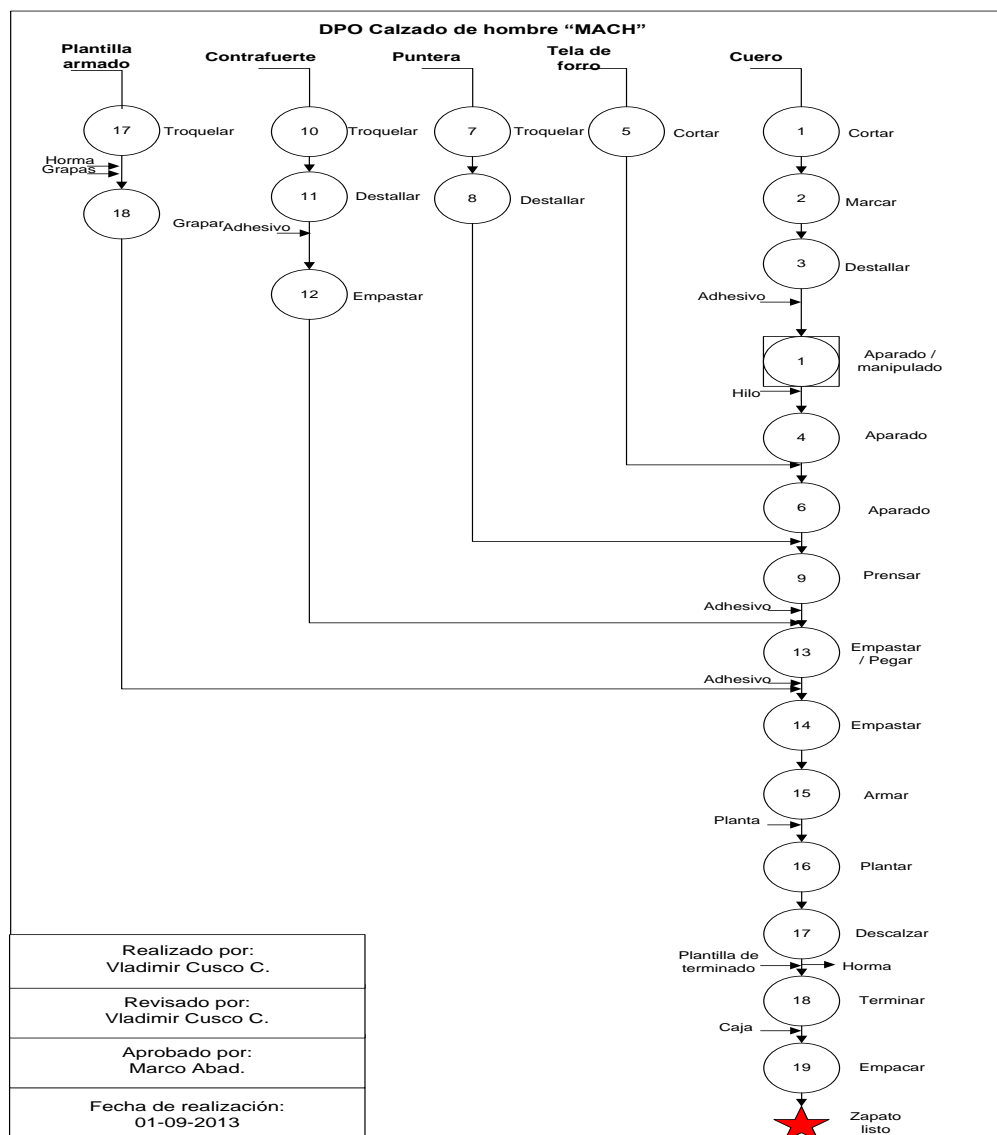 DPO Calzado de hombre “MACH”
Plantilla
armado
Contrafuerte
Puntera
Tela de
forro
Cuero
17
Troquelar
10
Troquelar
7
Troquelar
5
Cortar
1
Cortar
Horma
Grapas
18
Grapar
11
Destallar
Adhesivo
12
Empastar
8
Destallar
2
Marcar
3
Destallar
Adhesivo
1
Aparado /
manipulado
Hilo
4
Aparado
6
Aparado
9
Prensar
Adhesivo
13
Empastar
/ Pegar
Adhesivo
14
Empastar
15
Armar
Planta
16
Plantar
17
Descalzar
Plantilla de
terminado
Horma
18
Terminar
Caja
19
Empacar
Zapato
listo
Realizado por:
Vladimir Cusco C.
Revisado por:
Vladimir Cusco C.
Aprobado por:
Marco Abad.
Fecha de realización:
01-09-2013